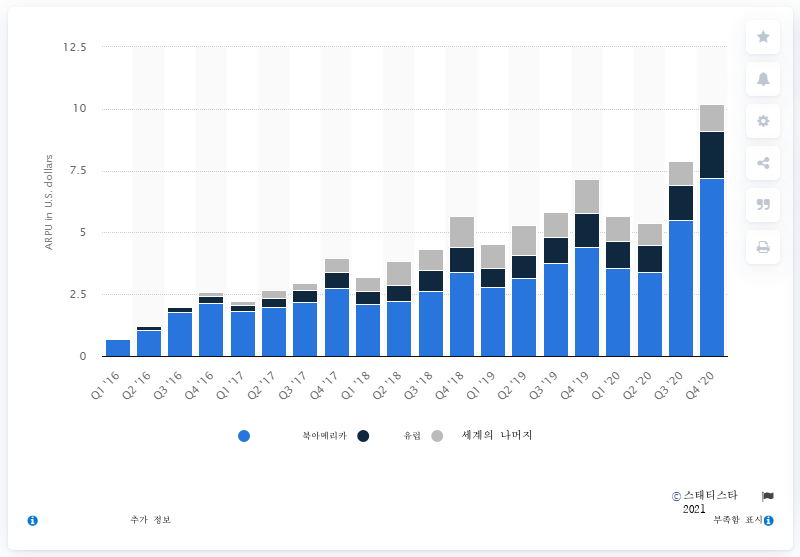 12.5
10
7.5
5
2.5
0
ARPU in U.S. dollars
Q1 '16
Q2 '16
Q3 '16
Q4 '16
Q1 '17
Q2 '17
Q3 '17
Q4 '17
Q1 '18
Q2 '18
Q3 '18
Q4 '18
Q1 '19
Q2 '19
Q3 '19
Q4 '19
Q1 '20
Q2 '20
Q3 '20
Q4 '20
북아메리카 유럽 세계의 나머지
© 스태티스타
2021
추가 정보 부족함 표시